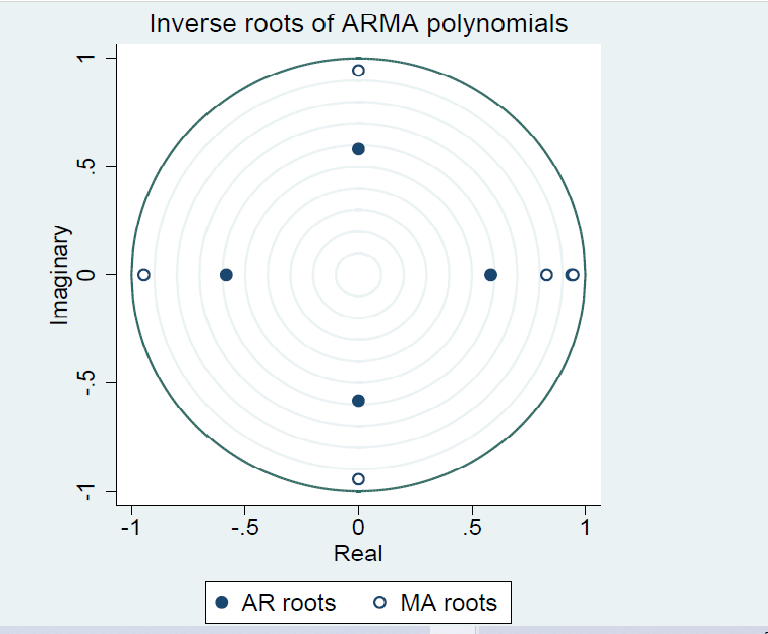 Inverse roots of ARMA polynomials
1
.5
0
-.5
-1
Imaginary
-1
-.5
0
.5
1
Real
AR roots
MA roots